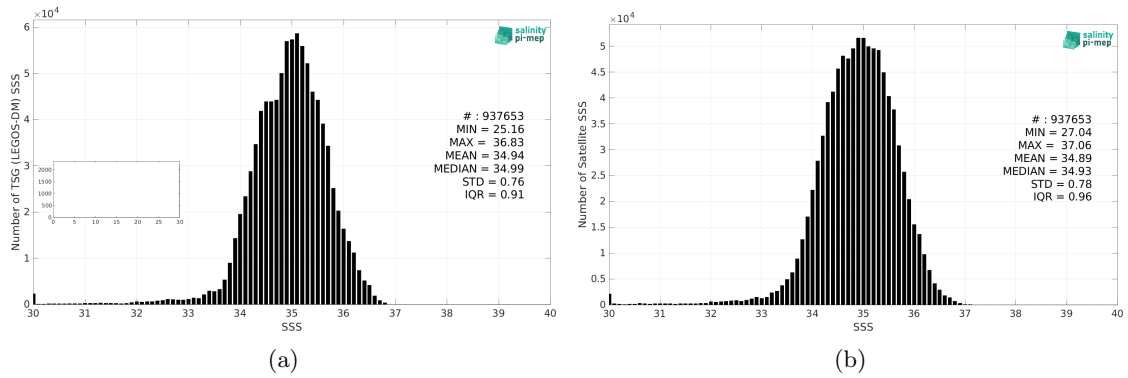 ×10⁴
6
5
4
3
2
1
0
Number of TSG (LEGOS-DM) SSS
2000
1500
1000
500
0
0 5 10 15 20 25 30
salinity
pi-mep
# : 937653
MIN = 25.16
MAX = 36.83
MEAN = 34.94
MEDIAN = 34.99
STD = 0.76
IQR = 0.91
30 31 32 33 34 35 36 37 38 39 40
SSS
(a)
×10⁴
5
4.5
4
3.5
3
2.5
2
1.5
1
0.5
0
Number of Satellite SSS
salinity
pi-mep
# : 937653
MIN = 27.04
MAX = 37.06
MEAN = 34.89
MEDIAN = 34.93
STD = 0.78
IQR = 0.96
30 31 32 33 34 35 36 37 38 39 40
SSS
(b)